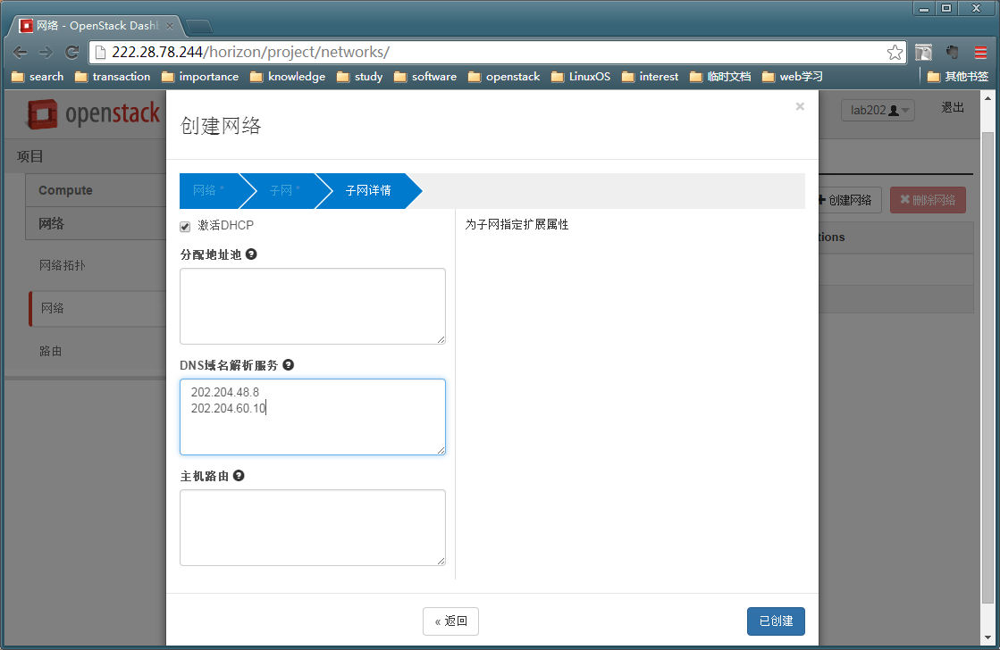 网络 - OpenStack Dashb
222.28.78.244/horizon/project/networks/
search transaction importance knowledge study software openstack LinuxOS interest 临时文档 web学习 其他书签
openstack
lab202
退出
项目
Compute
网络
网络拓扑
网络
路由
创建网络
删除网络
tions
创建网络
×
网络 *
子网 *
子网详情
激活DHCP
为子网指定扩展属性
分配地址池
DNS域名解析服务
202.204.48.8
202.204.60.10
主机路由
« 返回
已创建